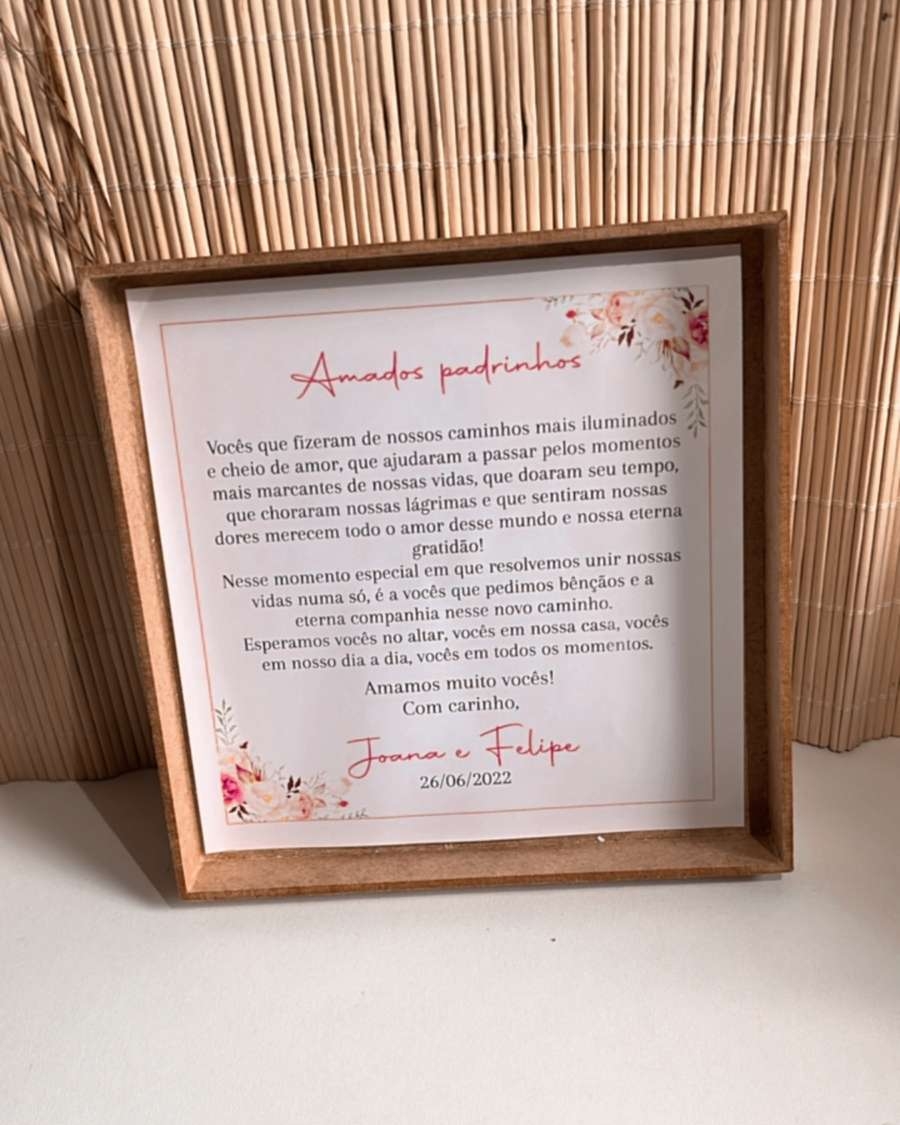 Amados padrinhos
Vocês que fizeram de nossos caminhos mais iluminados
e cheio de amor, que ajudaram a passar pelos momentos
mais marcantes de nossas vidas, que doaram seu tempo,
que choraram nossas lágrimas e que sentiram nossas
dores merecem todo o amor desse mundo e nossa eterna
gratidão!
Nesse momento especial em que resolvemos unir nossas
vidas numa só, é a vocês que pedimos bênçãos e a
eterna companhia nesse novo caminho.
Esperamos vocês no altar, vocês em nossa casa, vocês
em nosso dia a dia, vocês em todos os momentos.
Amamos muito vocês!
Com carinho,
Joana e Felipe
26/06/2022